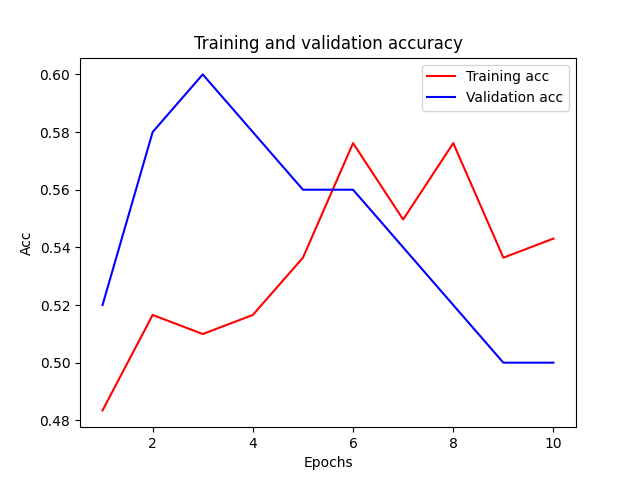 Training and validation accuracy
Training acc
Validation acc
0.60
0.58
0.56
0.54
0.52
0.50
0.48
Acc
2 4 6 8 10
Epochs